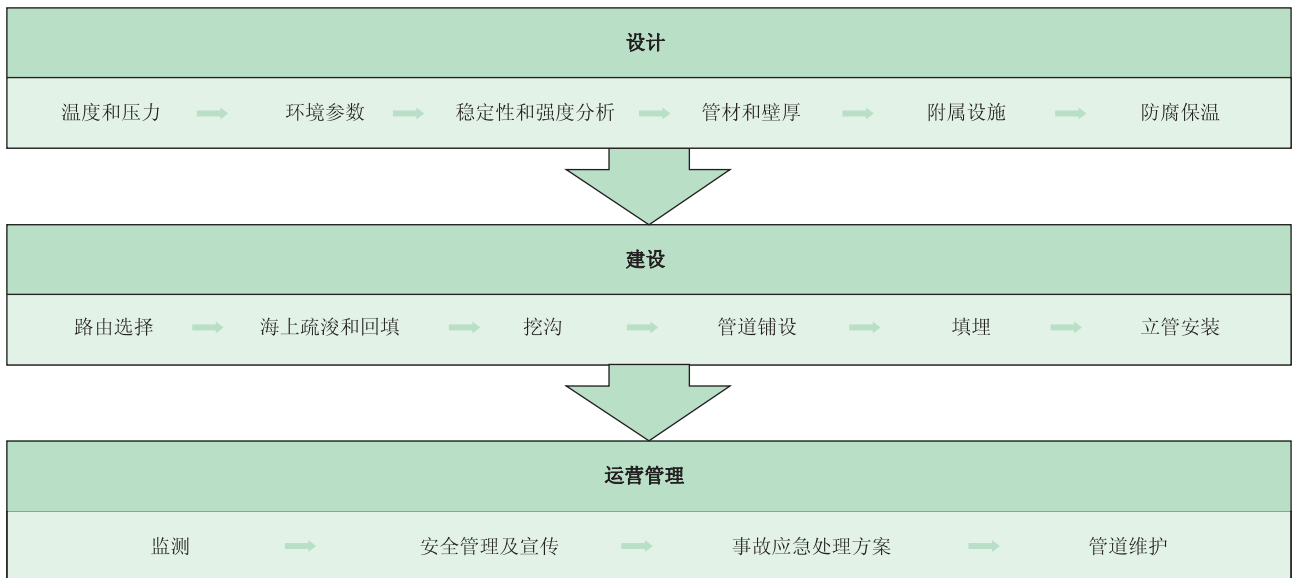 设计
温度和压力 环境参数 稳定性和强度分析 管材和壁厚 附属设施 防腐保温
建设
路由选择 海上疏浚和回填 挖沟 管道铺设 填埋 立管安装
运营管理
监测 安全管理及宣传 事故应急处理方案 管道维护